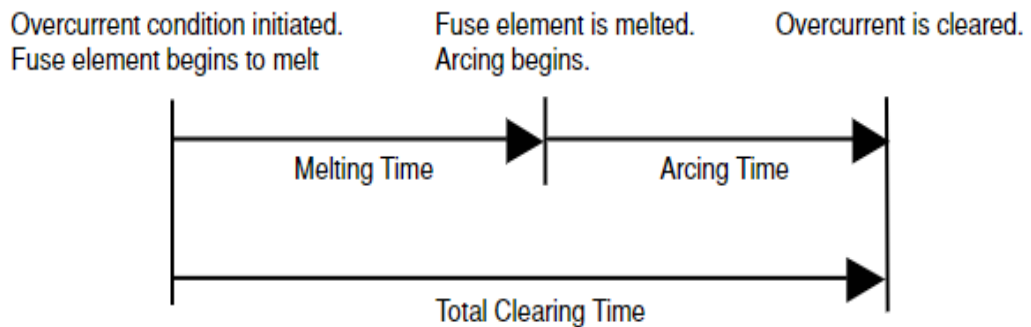 Overcurrent condition initiated.
Fuse element begins to melt
Fuse element is melted.
Arcing begins.
Overcurrent is cleared.
Melting Time
Arcing Time
Total Clearing Time